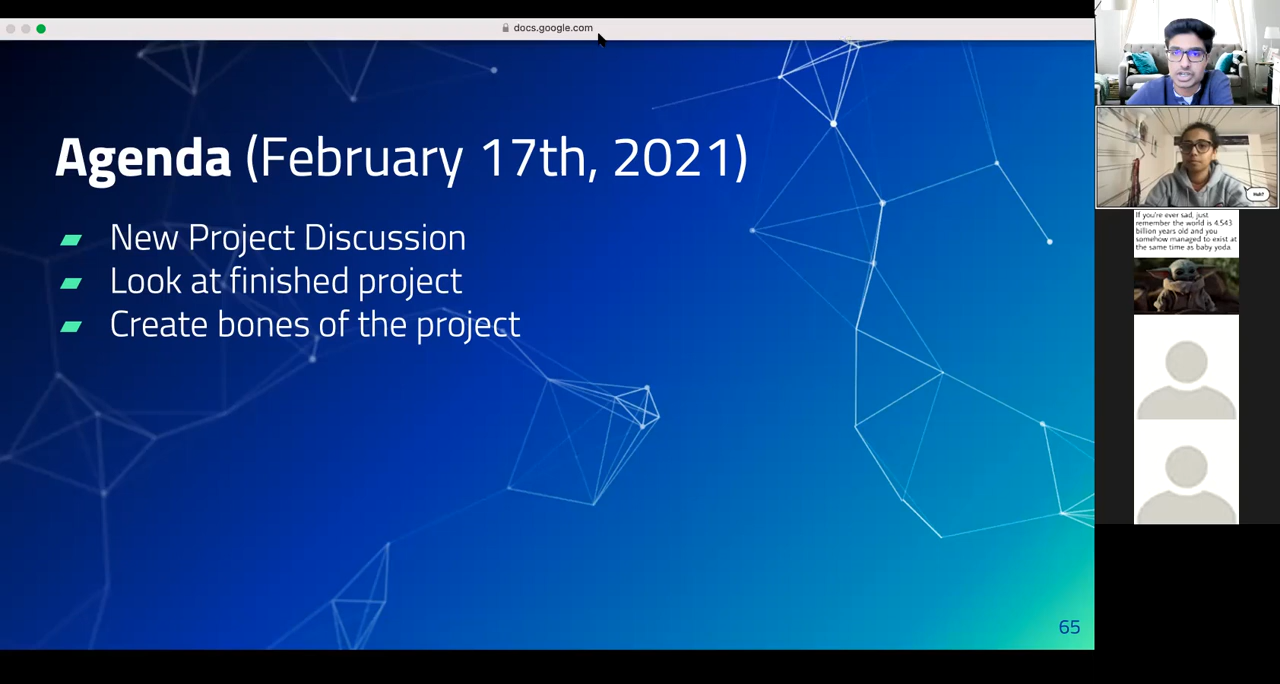 docs.google.com
Agenda (February 17th, 2021)
New Project Discussion
Look at finished project
Create bones of the project
65
Huh?
If you're ever sad, just
remember the world is 4.543
billion years old and you
somehow managed to exist at
the same time as baby yoda.